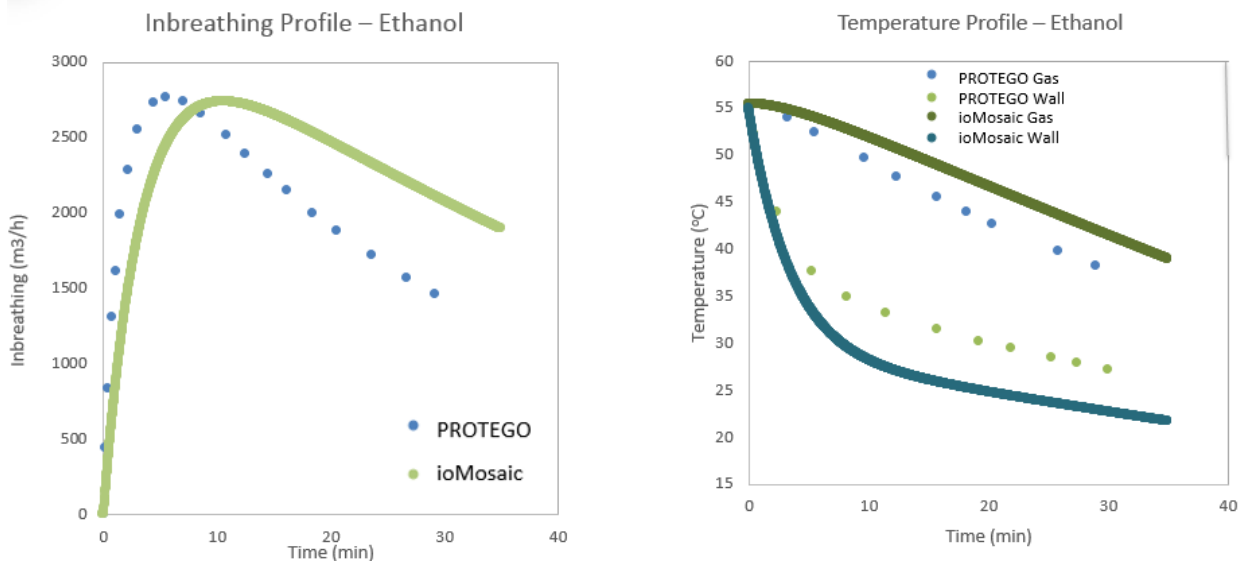 Inbreathing Profile – Ethanol
3000
2500
2000
1500
1000
500
0
0
10
20
30
40
Inbreathing (m3/h)
Time (min)
PROTEGO
ioMosaic
Temperature Profile – Ethanol
60
55
50
45
40
35
30
25
20
15
0
10
20
30
40
Temperature (°C)
Time (min)
PROTEGO Gas
PROTEGO Wall
ioMosaic Gas
ioMosaic Wall